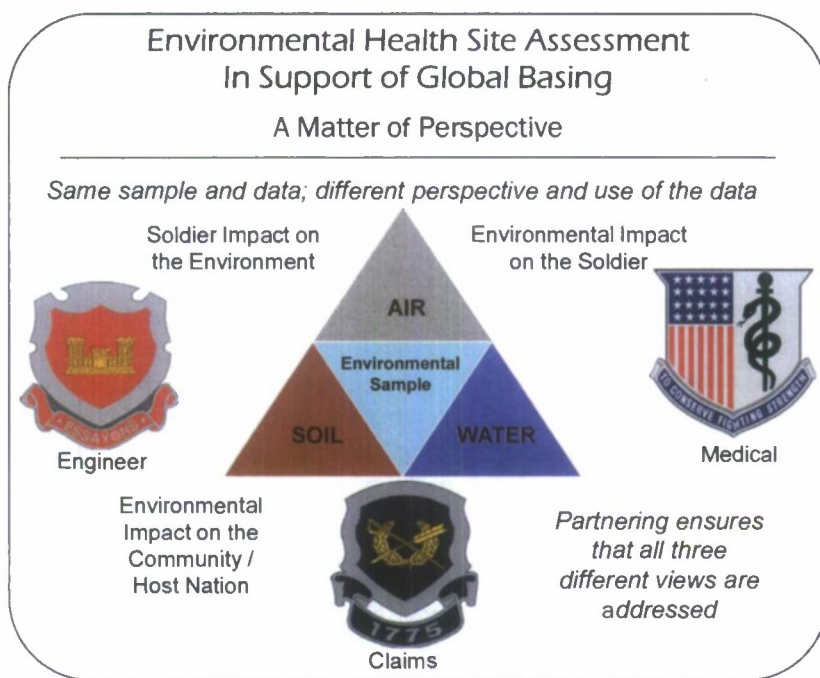 Environmental Health Site Assessment
In Support of Global Basing
A Matter of Perspective
Same sample and data; different perspective and use of the data
Soldier Impact on
the Environment
Environmental Impact
on the Soldier
AIR
Environmental
Sample
SOIL
WATER
ESSAYONS
Engineer
TO CONSERVE FIGHTING STRENGTH
Medical
Environmental
Impact on the
Community /
Host Nation
1775
Claims
Partnering ensures
that all three
different views are
addressed